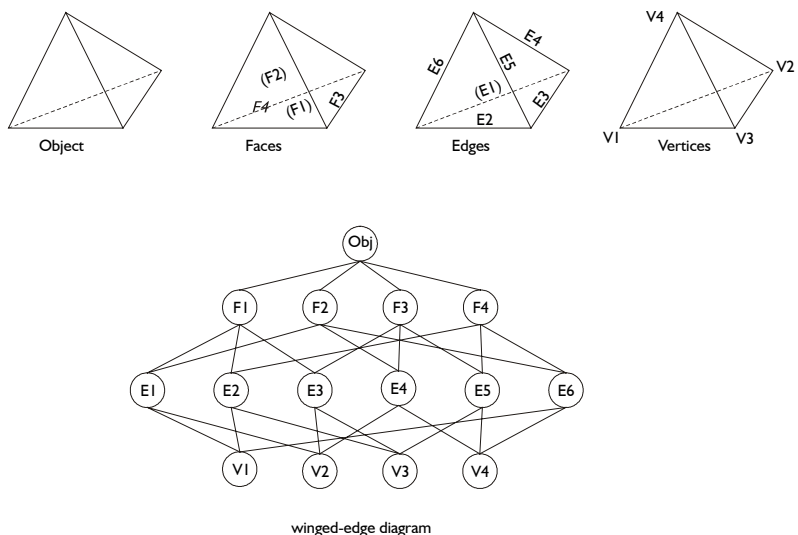 V4
E4
E6
E5
V2
(F2)
(E1)
F3
E3
F4
(F1)
E2
V1
V3
Object
Faces
Edges
Vertices
Obj
F1 F2 F3 F4
E1 E2 E3 E4 E5 E6
V1 V2 V3 V4
winged-edge diagram